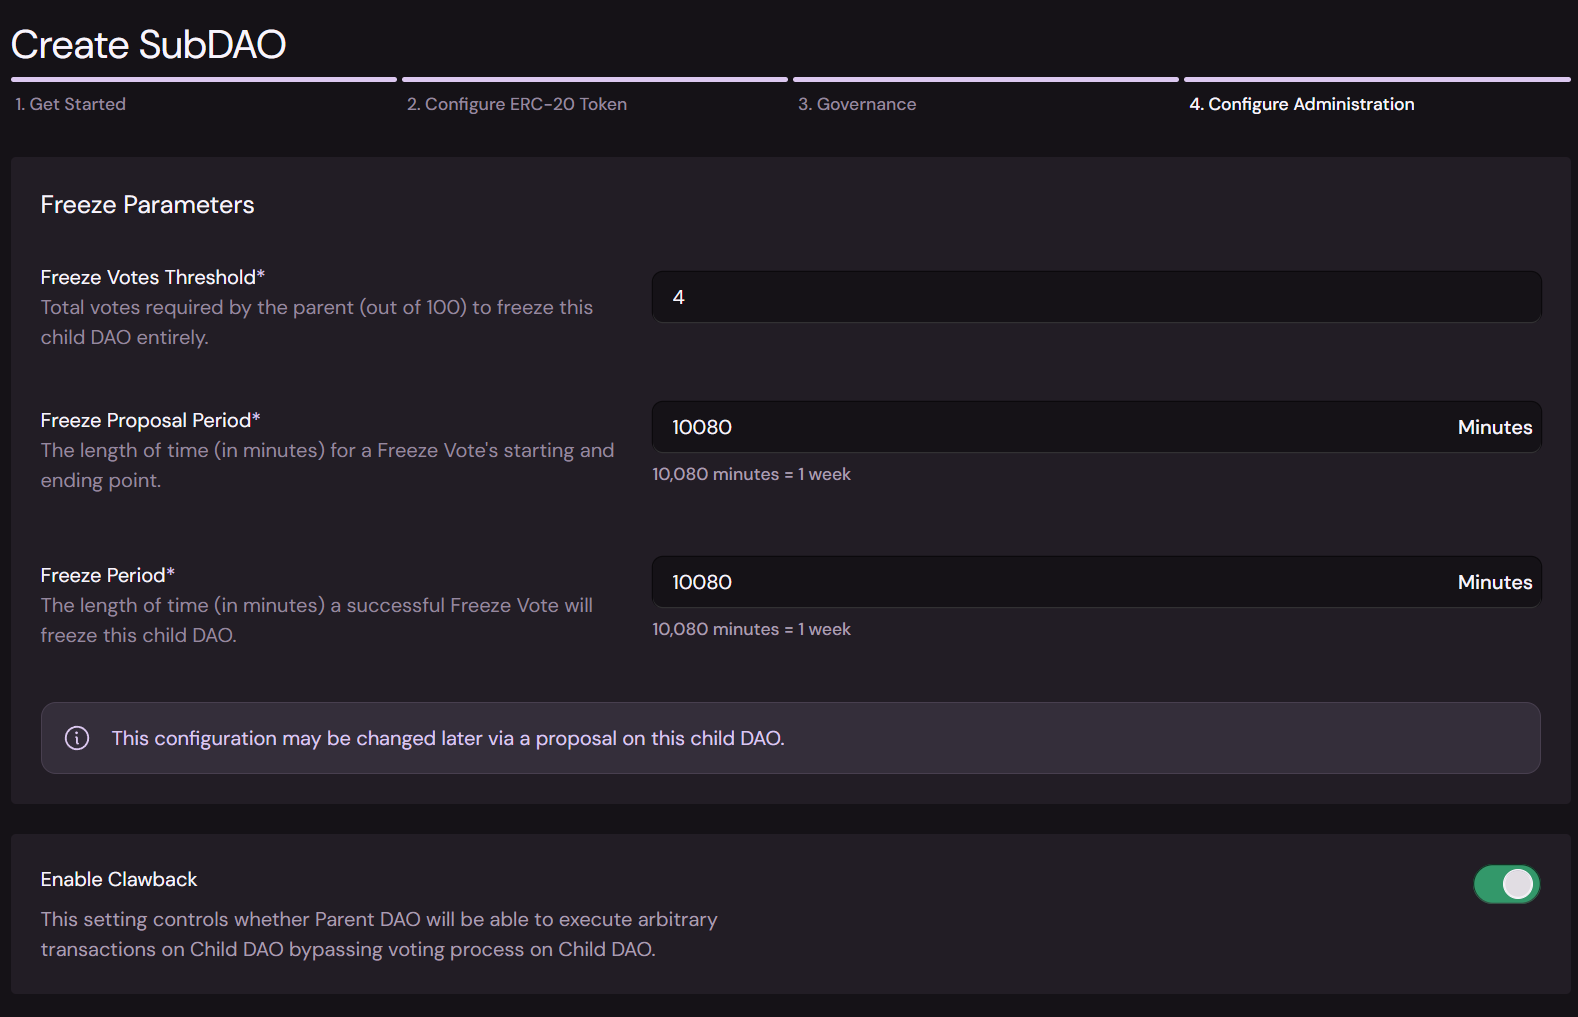 Create SubDAO
1. Get Started
2. Configure ERC-20 Token
3. Governance
4. Configure Administration
Freeze Parameters
Freeze Votes Threshold*
Total votes required by the parent (out of 100) to freeze this
child DAO entirely.
4
Freeze Proposal Period*
The length of time (in minutes) for a Freeze Vote's starting and
ending point.
10080 Minutes
10,080 minutes = 1 week
Freeze Period*
The length of time (in minutes) a successful Freeze Vote will
freeze this child DAO.
10080 Minutes
10,080 minutes = 1 week
This configuration may be changed later via a proposal on this child DAO.
Enable Clawback
This setting controls whether Parent DAO will be able to execute arbitrary
transactions on Child DAO bypassing voting process on Child DAO.